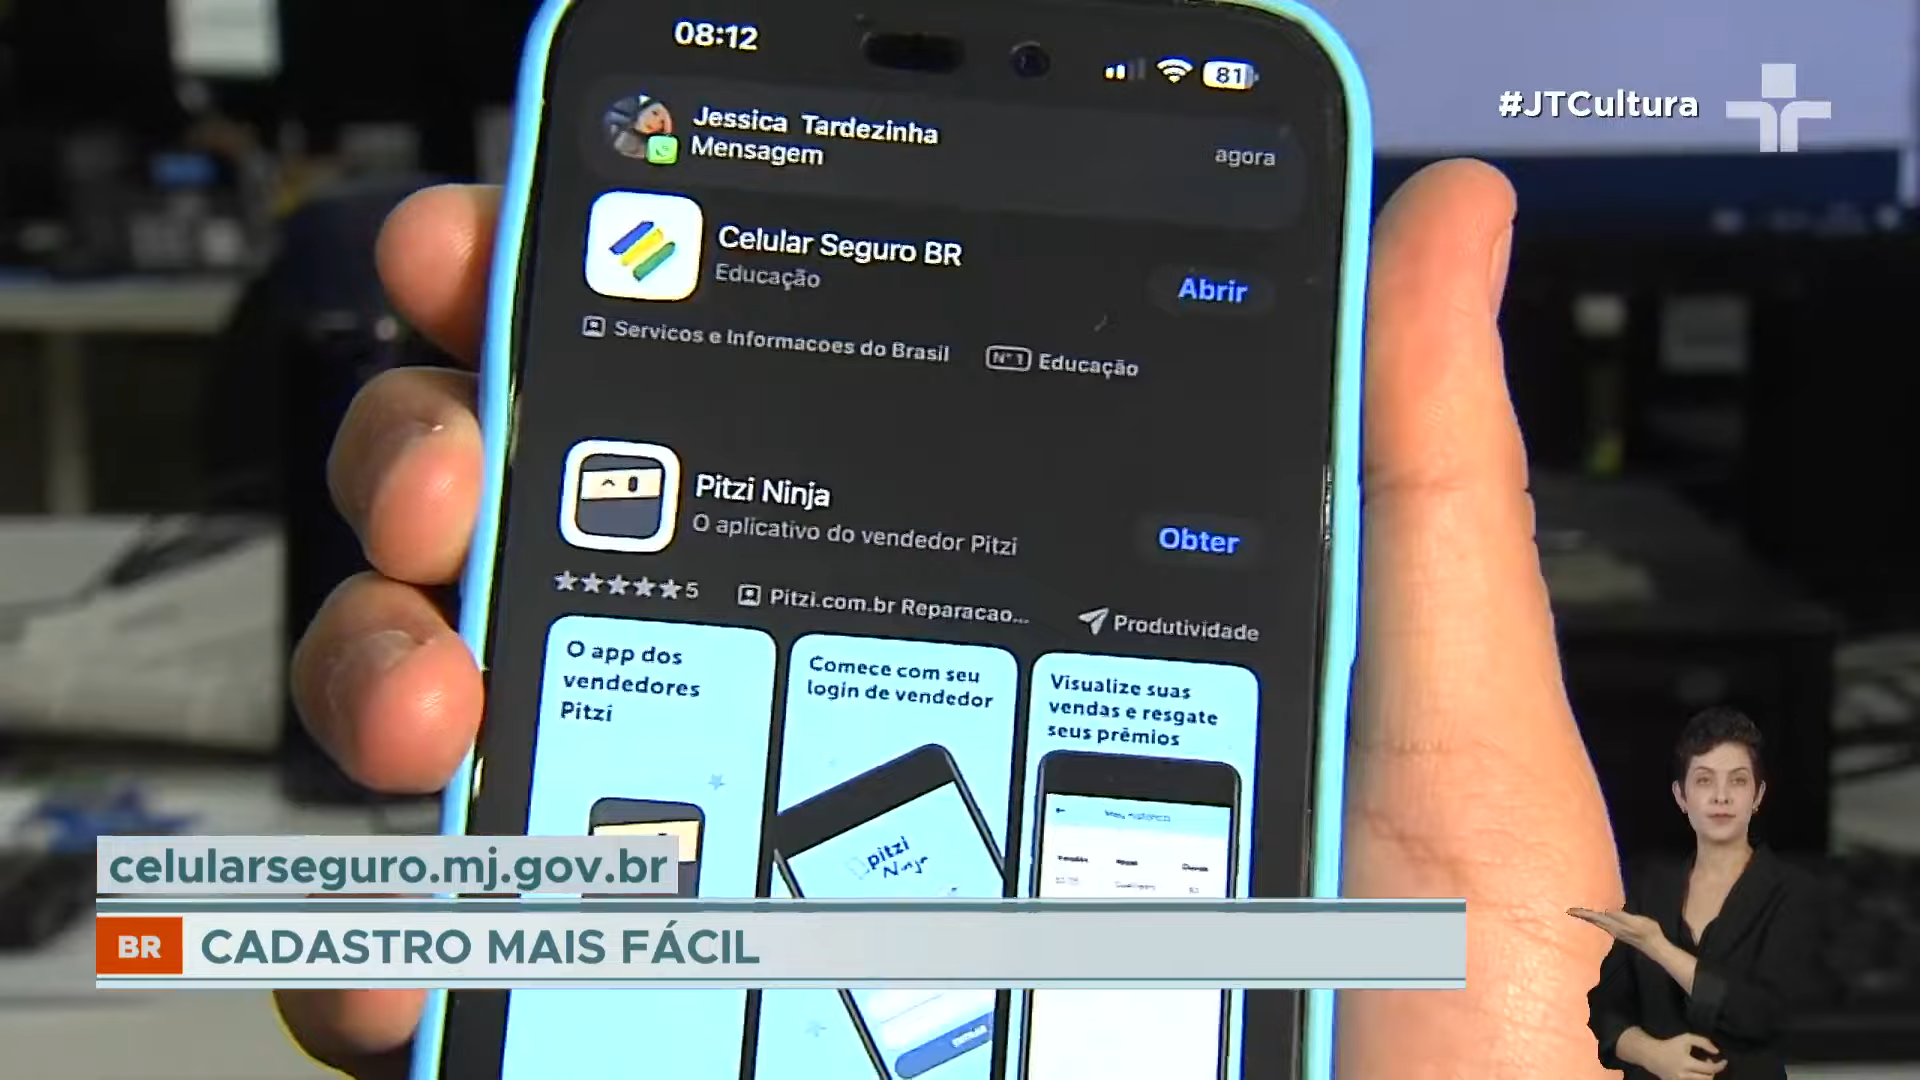 08:12
81
#JTCultura
Jessica Tardezinha
Mensagem
agora
Celular Seguro BR
Educação
Abrir
Servicos e Informacoes do Brasil
Nº1 Educação
Pitzi Ninja
O aplicativo do vendedor Pitzi
Obter
5
Pitzi.com.br Reparacao...
Produtividade
O app dos
vendedores
Pitzi
Comece com seu
login de vendedor
Visualize suas
vendas e resgate
seus prêmios
pitzi
Ninja
celularseguro.mj.gov.br
BR CADASTRO MAIS FÁCIL